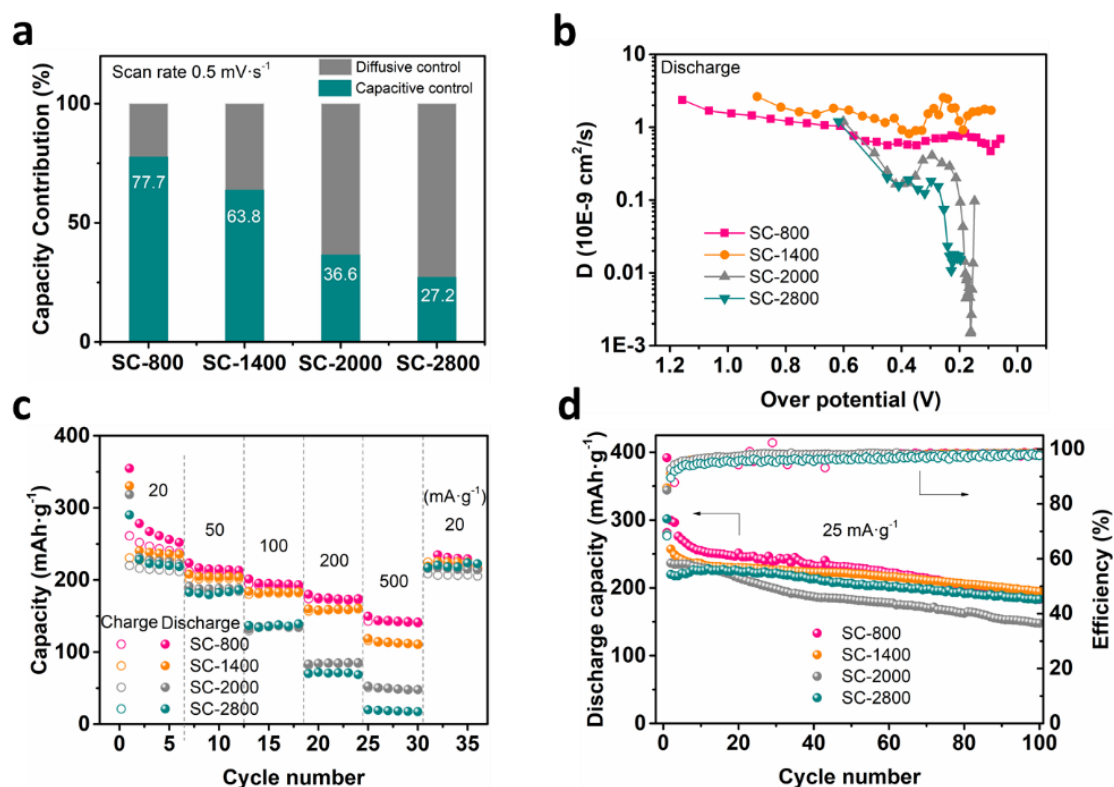 a
Scan rate 0.5 mV·s⁻¹
Diffusive control
Capacitive control
Capacity Contribution (%)
100
50
0
77.7
63.8
36.6
27.2
SC-800 SC-1400 SC-2000 SC-2800
b
Discharge
D (10E-9 cm²/s)
10
1
0.1
0.01
1E-3
SC-800
SC-1400
SC-2000
SC-2800
1.2 1.0 0.8 0.6 0.4 0.2 0.0
Over potential (V)
c
Capacity (mAh·g⁻¹)
400
300
200
100
0
20
50
100
200
500
(mA·g⁻¹)
20
Charge Discharge
SC-800
SC-1400
SC-2000
SC-2800
0 5 10 15 20 25 30 35
Cycle number
d
Discharge capacity (mAh·g⁻¹)
400
300
200
100
0
25 mA·g⁻¹
SC-800
SC-1400
SC-2000
SC-2800
0 20 40 60 80 100
Cycle number
100
80
60
40
20
0
Efficiency (%)